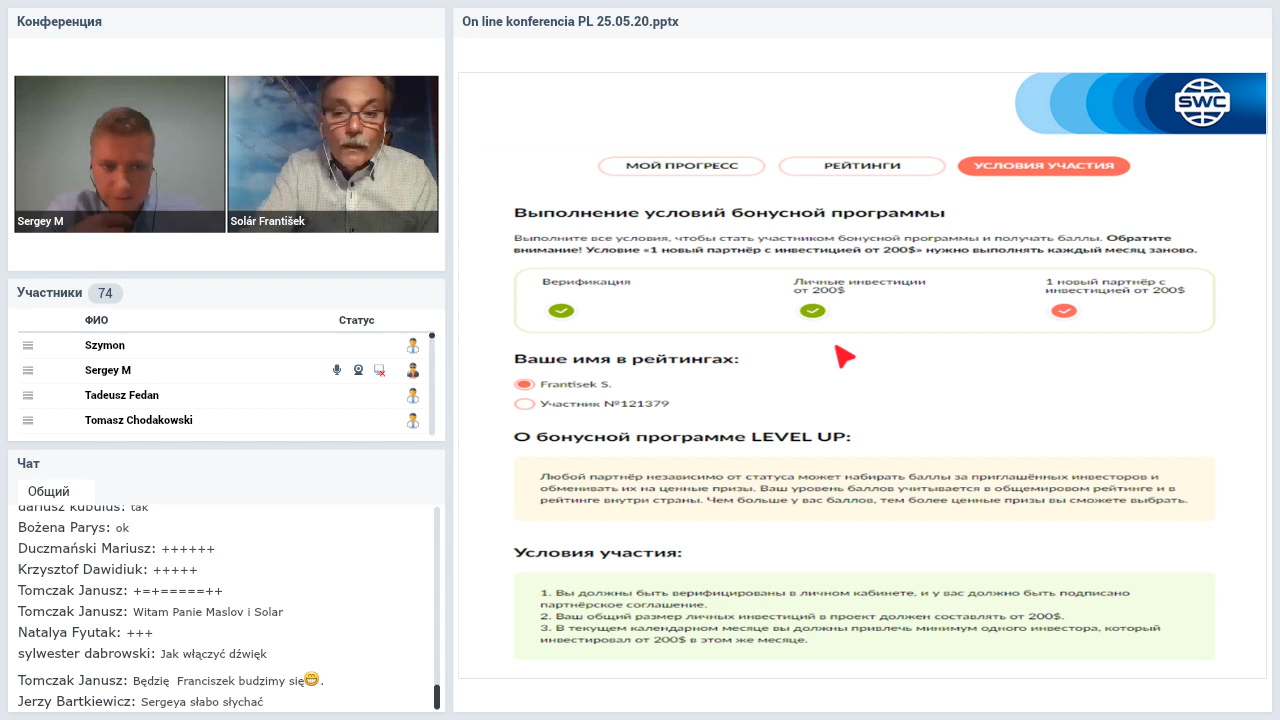 Конференция
Sergey M
Solár František
Участники 74
ФИО Статус
Szymon
Sergey M
Tadeusz Fedan
Tomasz Chodakowski
Чат
Общий
dariusz kubulus: tak
Bożena Parys: ok
Duczmański Mariusz: ++++++
Krzysztof Dawidiuk: +++++
Tomczak Janusz: +=+=====++
Tomczak Janusz: Witam Panie Maslov i Solar
Natalya Fyutak: +++
sylwester dabrowski: Jak włączyć dźwięk
Tomczak Janusz: Będzię Franciszek budzimy się😁.
Jerzy Bartkiewicz: Sergeya słabo słychać
On line konferencia PL 25.05.20.pptx
SWC
МОЙ ПРОГРЕСС РЕЙТИНГИ УСЛОВИЯ УЧАСТИЯ
Выполнение условий бонусной программы
Выполните все условия, чтобы стать участником бонусной программы и получать баллы. Обратите
внимание! Условие «1 новый партнёр с инвестицией от 200$» нужно выполнять каждый месяц заново.
Верификация
Личные инвестиции
от 200$
1 новый партнёр с
инвестицией от 200$
Ваше имя в рейтингах:
Frantisek S.
Участник №121379
О бонусной программе LEVEL UP:
Любой партнёр независимо от статуса может набирать баллы за приглашённых инвесторов и
обменивать их на ценные призы. Ваш уровень баллов учитывается в общемировом рейтинге и в
рейтинге внутри страны. Чем больше у вас баллов, тем более ценные призы вы сможете выбрать.
Условия участия:
1. Вы должны быть верифицированы в личном кабинете, и у вас должно быть подписано
партнёрское соглашение.
2. Ваш общий размер личных инвестиций в проект должен составлять от 200$.
3. В текущем календарном месяце вы должны привлечь минимум одного инвестора, который
инвестировал от 200$ в этом же месяце.